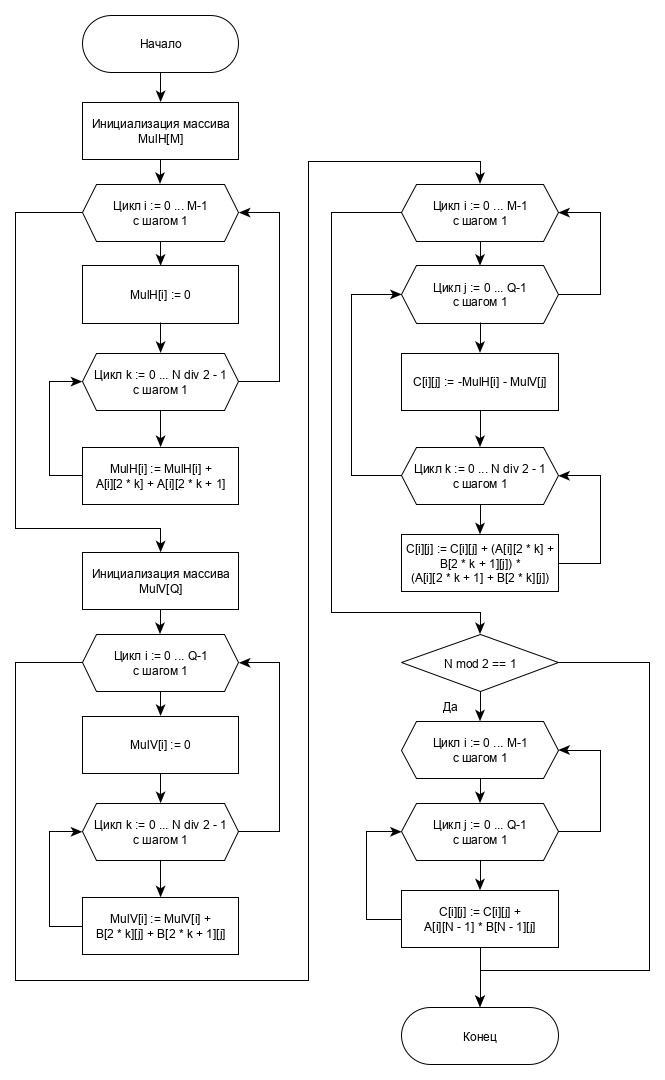 Начало
Инициализация массива
MulH[M]
Цикл i := 0 ... M-1
с шагом 1
MulH[i] := 0
Цикл k := 0 ... N div 2 - 1
с шагом 1
MulH[i] := MulH[i] +
A[i][2 * k] + A[i][2 * k + 1]
Инициализация массива
MulV[Q]
Цикл i := 0 ... Q-1
с шагом 1
MulV[i] := 0
Цикл k := 0 ... N div 2 - 1
с шагом 1
MulV[i] := MulV[i] +
B[2 * k][j] + B[2 * k + 1][j]
Цикл i := 0 ... M-1
с шагом 1
Цикл j := 0 ... Q-1
с шагом 1
C[i][j] := -MulH[i] - MulV[j]
Цикл k := 0 ... N div 2 - 1
с шагом 1
C[i][j] := C[i][j] + (A[i][2 * k] +
B[2 * k + 1][j]) *
(A[i][2 * k + 1] + B[2 * k][j])
N mod 2 == 1
Да
Цикл i := 0 ... M-1
с шагом 1
Цикл j := 0 ... Q-1
с шагом 1
C[i][j] := C[i][j] +
A[i][N - 1] * B[N - 1][j]
Конец